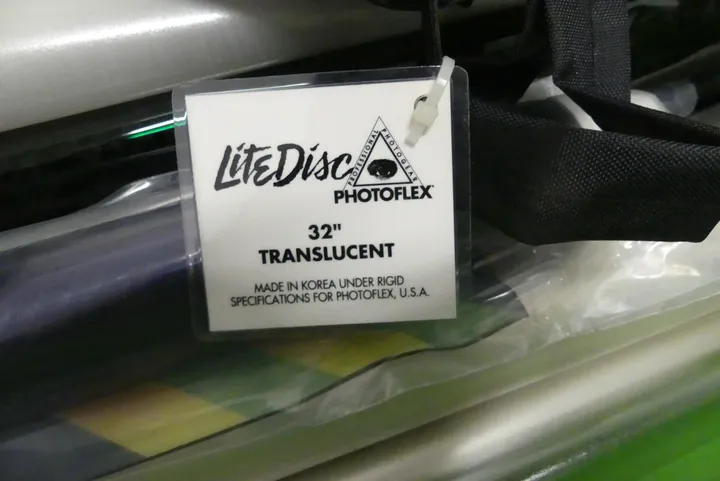 LiteDisc
PROFESSIONAL PHOTOGEAR
PHOTOFLEX
32"
TRANSLUCENT
MADE IN KOREA UNDER RIGID
SPECIFICATIONS FOR PHOTOFLEX, U.S.A.